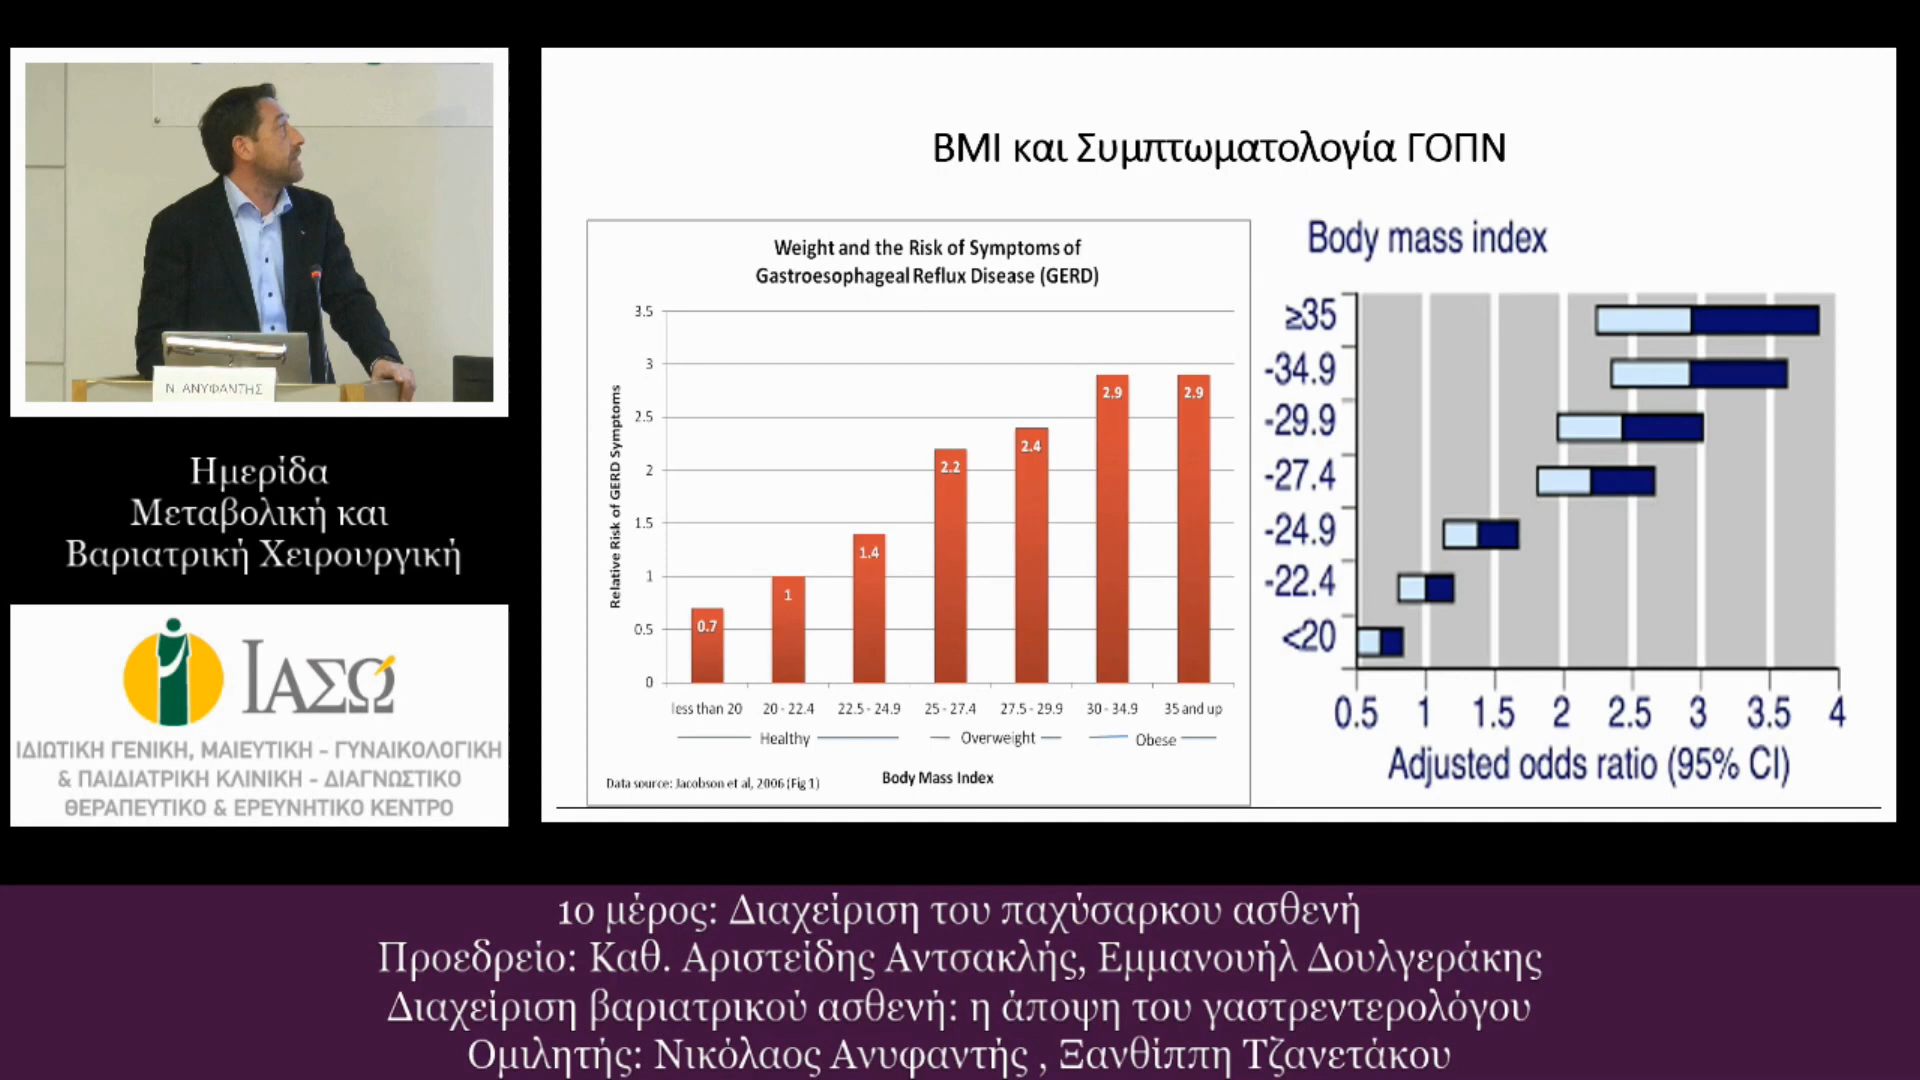 Ν. ΑΝΥΦΑΝΤΗΣ
Ημερίδα
Μεταβολική και
Βαριατρική Χειρουργική
ΙΑΣΩ
ΙΔΙΩΤΙΚΗ ΓΕΝΙΚΗ, ΜΑΙΕΥΤΙΚΗ - ΓΥΝΑΙΚΟΛΟΓΙΚΗ
& ΠΑΙΔΙΑΤΡΙΚΗ ΚΛΙΝΙΚΗ - ΔΙΑΓΝΩΣΤΙΚΟ
ΘΕΡΑΠΕΥΤΙΚΟ & ΕΡΕΥΝΗΤΙΚΟ ΚΕΝΤΡΟ
BMI και Συμπτωματολογία ΓΟΠΝ
Weight and the Risk of Symptoms of
Gastroesophageal Reflux Disease (GERD)
Relative Risk of GERD Symptoms
3.5
3
2.5
2
1.5
1
0.5
0
0.7
1
1.4
2.2
2.4
2.9
2.9
less than 20 20 - 22.4 22.5 - 24.9 25 - 27.4 27.5 - 29.9 30 - 34.9 35 and up
Healthy Overweight Obese
Body Mass Index
Data source: Jacobson et al, 2006 (Fig 1)
Body mass index
≥35
-34.9
-29.9
-27.4
-24.9
-22.4
<20
0.5 1 1.5 2 2.5 3 3.5 4
Adjusted odds ratio (95% CI)
1ο μέρος: Διαχείριση του παχύσαρκου ασθενή
Προεδρείο: Καθ. Αριστείδης Αντσακλής, Εμμανουήλ Δουλγεράκης
Διαχείριση βαριατρικού ασθενή: η άποψη του γαστρεντερολόγου
Ομιλητής: Νικόλαος Ανυφαντής , Ξανθίππη Τζανετάκου